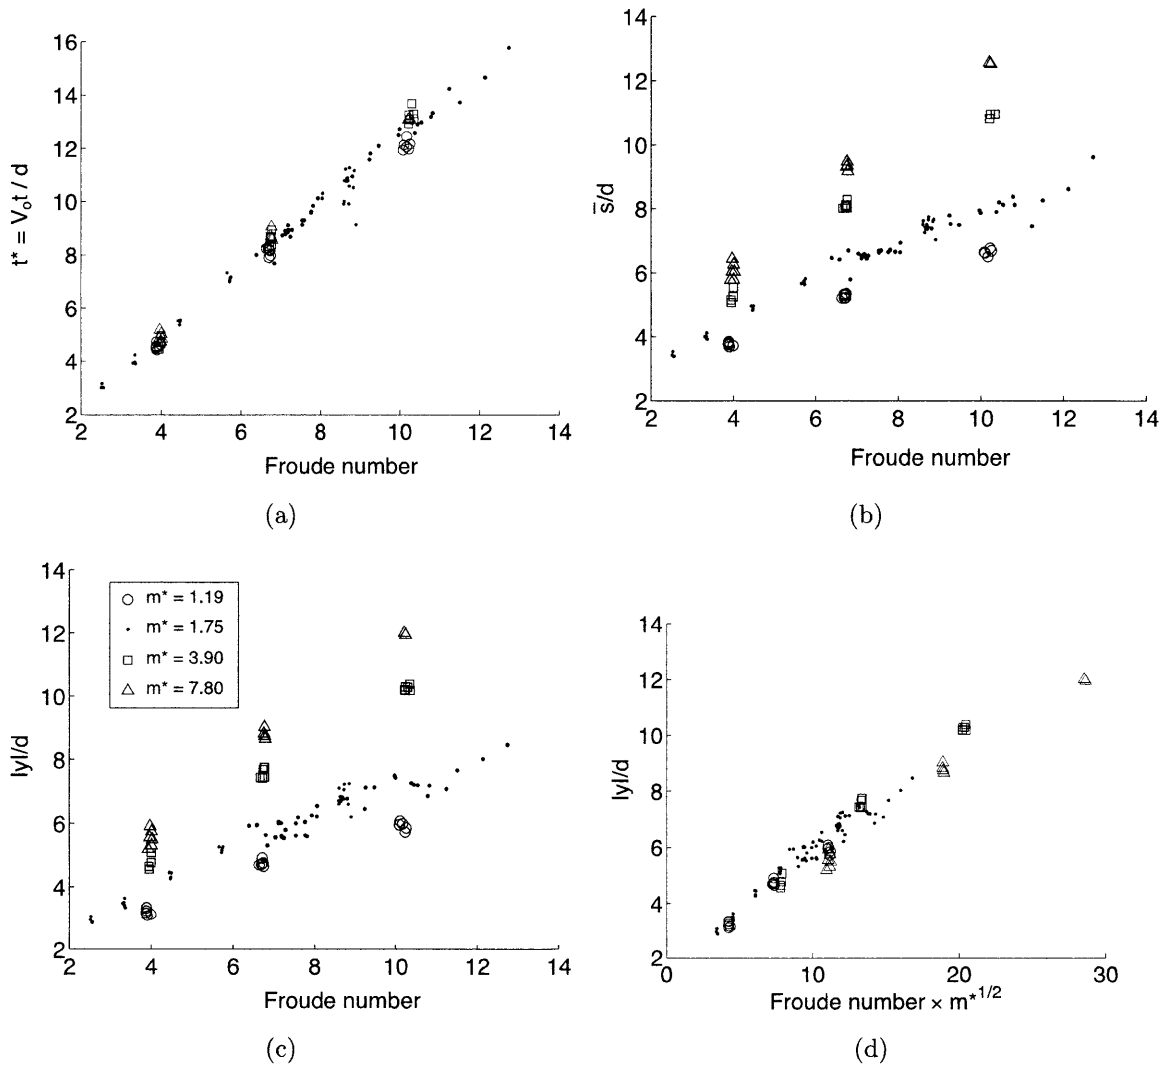 16
14
12
10
8
6
4
2
t* = V₀t / d
2 4 6 8 10 12 14
Froude number
(a)
14
12
10
8
6
4
2
s̅/d
2 4 6 8 10 12 14
Froude number
(b)
14
12
10
8
6
4
2
lyl/d
m* = 1.19
m* = 1.75
m* = 3.90
m* = 7.80
2 4 6 8 10 12 14
Froude number
(c)
14
12
10
8
6
4
2
lyl/d
0 10 20 30
Froude number × m*¹/²
(d)